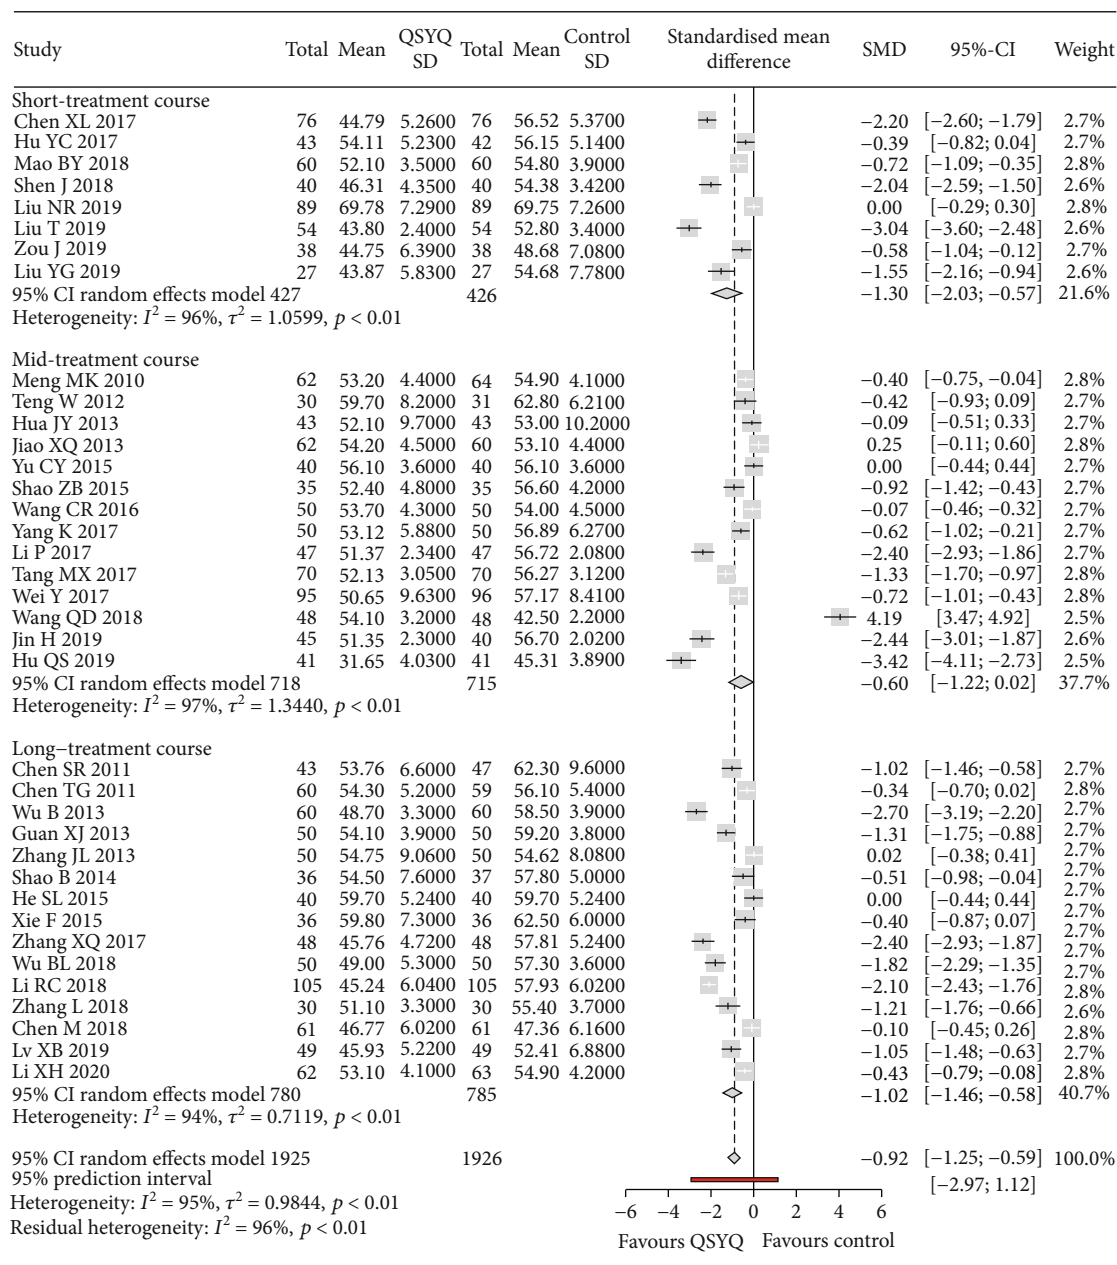 Study Total Mean QSYQ SD Total Mean Control SD Standardised mean difference SMD 95%-CI Weight
Short-treatment course
Chen XL 2017 76 44.79 5.2600 76 56.52 5.3700 −2.20 [−2.60; −1.79] 2.7%
Hu YC 2017 43 54.11 5.2300 42 56.15 5.1400 −0.39 [−0.82; 0.04] 2.7%
Mao BY 2018 60 52.10 3.5000 60 54.80 3.9000 −0.72 [−1.09; −0.35] 2.8%
Shen J 2018 40 46.31 4.3500 40 54.38 3.4200 −2.04 [−2.59; −1.50] 2.6%
Liu NR 2019 89 69.78 7.2900 89 69.75 7.2600 0.00 [−0.29; 0.30] 2.8%
Liu T 2019 54 43.80 2.4000 54 52.80 3.4000 −3.04 [−3.60; −2.48] 2.6%
Zou J 2019 38 44.75 6.3900 38 48.68 7.0800 −0.58 [−1.04; −0.12] 2.7%
Liu YG 2019 27 43.87 5.8300 27 54.68 7.7800 −1.55 [−2.16; −0.94] 2.6%
95% CI random effects model 427 426 −1.30 [−2.03; −0.57] 21.6%
Heterogeneity: I² = 96%, τ² = 1.0599, p < 0.01
Mid-treatment course
Meng MK 2010 62 53.20 4.4000 64 54.90 4.1000 −0.40 [−0.75, −0.04] 2.8%
Teng W 2012 30 59.70 8.2000 31 62.80 6.2100 −0.42 [−0.93; 0.09] 2.7%
Hua JY 2013 43 52.10 9.7000 43 53.00 10.2000 −0.09 [−0.51; 0.33] 2.7%
Jiao XQ 2013 62 54.20 4.5000 60 53.10 4.4000 0.25 [−0.11; 0.60] 2.8%
Yu CY 2015 40 56.10 3.6000 40 56.10 3.6000 0.00 [−0.44; 0.44] 2.7%
Shao ZB 2015 35 52.40 4.8000 35 56.60 4.2000 −0.92 [−1.42; −0.43] 2.7%
Wang CR 2016 50 53.70 4.3000 50 54.00 4.5000 −0.07 [−0.46; −0.32] 2.7%
Yang K 2017 50 53.12 5.8800 50 56.89 6.2700 −0.62 [−1.02; −0.21] 2.7%
Li P 2017 47 51.37 2.3400 47 56.72 2.0800 −2.40 [−2.93; −1.86] 2.7%
Tang MX 2017 70 52.13 3.0500 70 56.27 3.1200 −1.33 [−1.70; −0.97] 2.8%
Wei Y 2017 95 50.65 9.6300 96 57.17 8.4100 −0.72 [−1.01; −0.43] 2.8%
Wang QD 2018 48 54.10 3.2000 48 42.50 2.2000 4.19 [3.47; 4.92] 2.5%
Jin H 2019 45 51.35 2.3000 40 56.70 2.0200 −2.44 [−3.01; −1.87] 2.6%
Hu QS 2019 41 31.65 4.0300 41 45.31 3.8900 −3.42 [−4.11; −2.73] 2.5%
95% CI random effects model 718 715 −0.60 [−1.22; 0.02] 37.7%
Heterogeneity: I² = 97%, τ² = 1.3440, p < 0.01
Long−treatment course
Chen SR 2011 43 53.76 6.6000 47 62.30 9.6000 −1.02 [−1.46; −0.58] 2.7%
Chen TG 2011 60 54.30 5.2000 59 56.10 5.4000 −0.34 [−0.70; 0.02] 2.8%
Wu B 2013 60 48.70 3.3000 60 58.50 3.9000 −2.70 [−3.19; −2.20] 2.7%
Guan XJ 2013 50 54.10 3.9000 50 59.20 3.8000 −1.31 [−1.75; −0.88] 2.7%
Zhang JL 2013 50 54.75 9.0600 50 54.62 8.0800 0.02 [−0.38; 0.41] 2.7%
Shao B 2014 36 54.50 7.6000 37 57.80 5.0000 −0.51 [−0.98; −0.04] 2.7%
He SL 2015 40 59.70 5.2400 40 59.70 5.2400 0.00 [−0.44; 0.44] 2.7%
Xie F 2015 36 59.80 7.3000 36 62.50 6.0000 −0.40 [−0.87; 0.07] 2.7%
Zhang XQ 2017 48 45.76 4.7200 48 57.81 5.2400 −2.40 [−2.93; −1.87] 2.7%
Wu BL 2018 50 49.00 5.3000 50 57.30 3.6000 −1.82 [−2.29; −1.35] 2.7%
Li RC 2018 105 45.24 6.0400 105 57.93 6.0200 −2.10 [−2.43; −1.76] 2.8%
Zhang L 2018 30 51.10 3.3000 30 55.40 3.7000 −1.21 [−1.76; −0.66] 2.6%
Chen M 2018 61 46.77 6.0200 61 47.36 6.1600 −0.10 [−0.45; 0.26] 2.8%
Lv XB 2019 49 45.93 5.2200 49 52.41 6.8800 −1.05 [−1.48; −0.63] 2.7%
Li XH 2020 62 53.10 4.1000 63 54.90 4.2000 −0.43 [−0.79; −0.08] 2.8%
95% CI random effects model 780 785 −1.02 [−1.46; −0.58] 40.7%
Heterogeneity: I² = 94%, τ² = 0.7119, p < 0.01
95% CI random effects model 1925 1926 −0.92 [−1.25; −0.59] 100.0%
95% prediction interval [−2.97; 1.12]
Heterogeneity: I² = 95%, τ² = 0.9844, p < 0.01
Residual heterogeneity: I² = 96%, p < 0.01
−6 −4 −2 0 2 4 6
Favours QSYQ Favours control